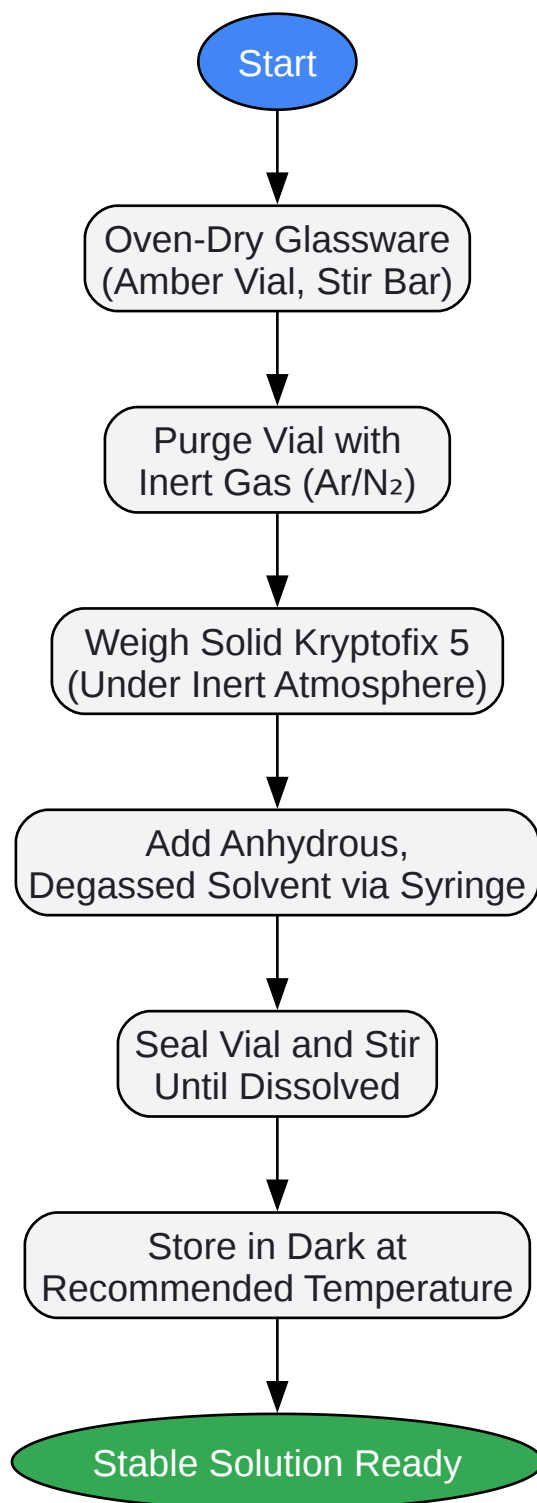 Start
Oven-Dry Glassware
(Amber Vial, Stir Bar)
Purge Vial with
Inert Gas (Ar/N₂)
Weigh Solid Kryptofix 5
(Under Inert Atmosphere)
Add Anhydrous,
Degassed Solvent via Syringe
Seal Vial and Stir
Until Dissolved
Store in Dark at
Recommended Temperature
Stable Solution Ready